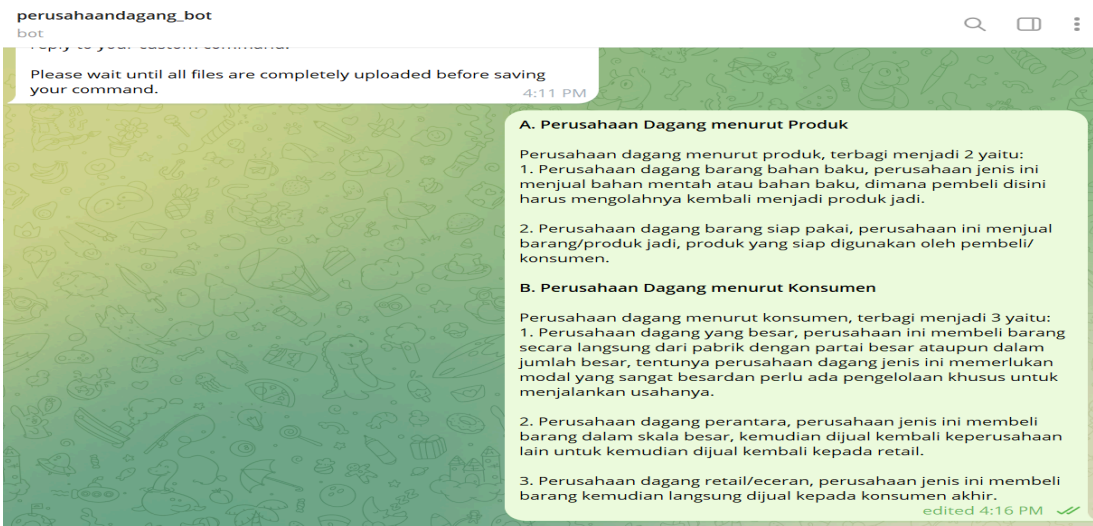 perusahaandagang_bot
bot
reply to your custom command.
Please wait until all files are completely uploaded before saving
your command.
4:11 PM
A. Perusahaan Dagang menurut Produk
Perusahaan dagang menurut produk, terbagi menjadi 2 yaitu:
1. Perusahaan dagang barang bahan baku, perusahaan jenis ini
menjual bahan mentah atau bahan baku, dimana pembeli disini
harus mengolahnya kembali menjadi produk jadi.
2. Perusahaan dagang barang siap pakai, perusahaan ini menjual
barang/produk jadi, produk yang siap digunakan oleh pembeli/
konsumen.
B. Perusahaan Dagang menurut Konsumen
Perusahaan dagang menurut konsumen, terbagi menjadi 3 yaitu:
1. Perusahaan dagang yang besar, perusahaan ini membeli barang
secara langsung dari pabrik dengan partai besar ataupun dalam
jumlah besar, tentunya perusahaan dagang jenis ini memerlukan
modal yang sangat besardan perlu ada pengelolaan khusus untuk
menjalankan usahanya.
2. Perusahaan dagang perantara, perusahaan jenis ini membeli
barang dalam skala besar, kemudian dijual kembali keperusahaan
lain untuk kemudian dijual kembali kepada retail.
3. Perusahaan dagang retail/eceran, perusahaan jenis ini membeli
barang kemudian langsung dijual kepada konsumen akhir.
edited 4:16 PM